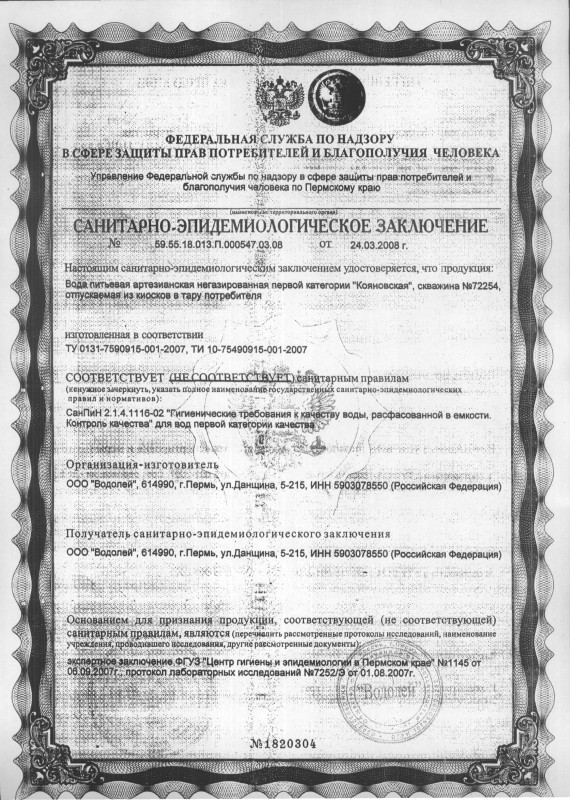 ФЕДЕРАЛЬНАЯ СЛУЖБА ПО НАДЗОРУ
В СФЕРЕ ЗАЩИТЫ ПРАВ ПОТРЕБИТЕЛЕЙ И БЛАГОПОЛУЧИЯ ЧЕЛОВЕКА
Управление Федеральной службы по надзору в сфере защиты прав потребителей и
благополучия человека по Пермскому краю
(наименование территориального органа)
САНИТАРНО-ЭПИДЕМИОЛОГИЧЕСКОЕ ЗАКЛЮЧЕНИЕ
№ 59.55.18.013.П.000547.03.08 от 24.03.2008 г.
Настоящим санитарно-эпидемиологическим заключением удостоверяется, что продукция:
Вода питьевая артезианская негазированная первой категории "Кояновская", скважина №72254,
отпускаемая из киосков в тару потребителя
изготовленная в соответствии
ТУ 0131-7590915-001-2007, ТИ 10-75490915-001-2007
СООТВЕТСТВУЕТ (НЕ СООТВЕТСТВУЕТ) санитарным правилам
(ненужное зачеркнуть, указать полное наименование государственных санитарно-эпидемиологических
правил и нормативов):
СанПиН 2.1.4.1116-02 "Гигиенические требования к качеству воды, расфасованной в емкости.
Контроль качества" для вод первой категории качества
Организация-изготовитель
ООО "Водолей", 614990, г.Пермь, ул.Данщина, 5-215, ИНН 5903078550 (Российская Федерация)
Получатель санитарно-эпидемиологического заключения
ООО "Водолей", 614990, г.Пермь, ул.Данщина, 5-215, ИНН 5903078550 (Российская Федерация)
Основанием для признания продукции, соответствующей (не соответствующей)
санитарным правилам, являются (перечислить рассмотренные протоколы исследований, наименование
учреждения, проводившего исследования, другие рассмотренные документы):
экспертное заключение ФГУЗ "Центр гигиены и эпидемиологии в Пермском крае" №1145 от
06.09.2007г., протокол лабораторных исследований №7252/Э от 01.08.2007г.
"Водолей"
№1820304